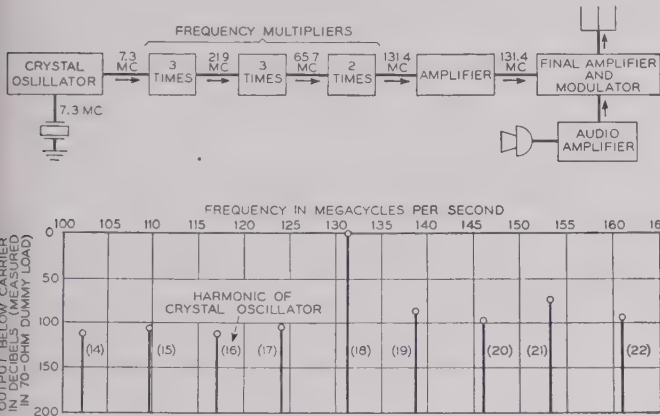 FREQUENCY MULTIPLIERS
CRYSTAL
OSLILLATOR
7.3
MC
3
TIMES
21.9
MC
3
TIMES
65.7
MC
2
TIMES
131.4
MC
AMPLIFIER
131.4
MC
FINAL AMPLIFIER
AND
MODULATOR
7.3 MC
AUDIO
AMPLIFIER
FREQUENCY IN MEGACYCLES PER SECOND
100 105 110 115 120 125 130 135 140 145 150 155 160
OUTPUT BELOW CARRIER
IN DECIBELS (MEASURED
IN 70-OHM DUMMY LOAD)
0
50
100
150
200
HARMONIC OF
CRYSTAL OSCILLATOR
(14) (15) (16) (17) (18) (19) (20) (21) (22)